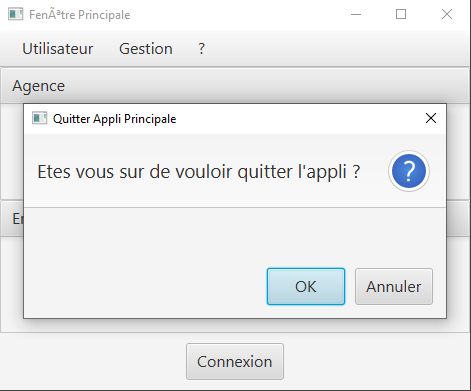 FenÃªtre Principale
Utilisateur Gestion ?
Agence
Quitter Appli Principale
Etes vous sur de vouloir quitter l'appli ?
?
En
OK Annuler
Connexion